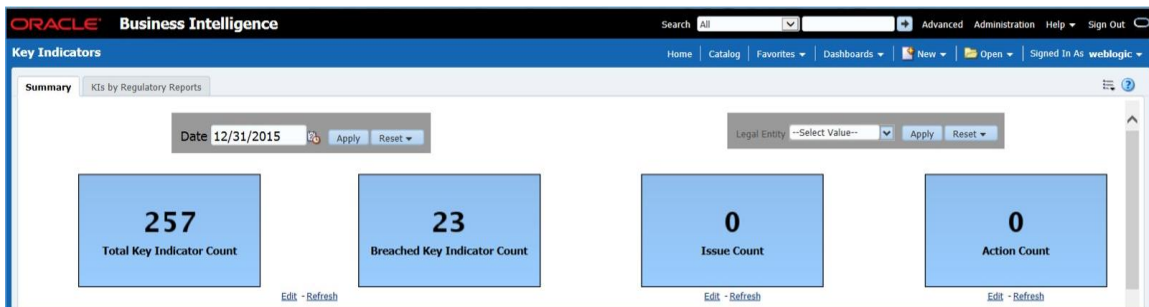 ORACLE Business Intelligence Search All Advanced Administration Help Sign Out
Key Indicators Home Catalog Favorites Dashboards New Open Signed In As weblogic
Summary KIs by Regulatory Reports
Date 12/31/2015 Apply Reset Legal Entity --Select Value-- Apply Reset
257 23 0 0
Total Key Indicator Count Breached Key Indicator Count Issue Count Action Count
Edit - Refresh Edit - Refresh Edit - Refresh